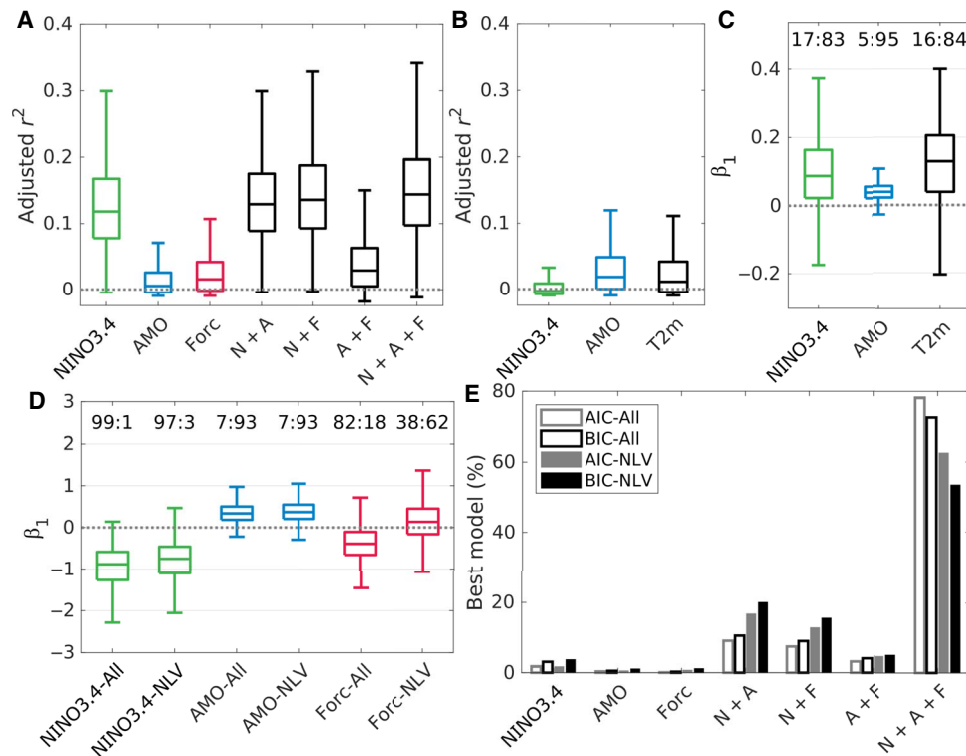 A
Adjusted r²
0.4
0.3
0.2
0.1
0
NINO3.4
AMO
Forc
N + A
N + F
A + F
N + A + F
B
Adjusted r²
0.4
0.3
0.2
0.1
0
NINO3.4
AMO
T2m
C
β₁
17:83 5:95 16:84
0.4
0.2
0
−0.2
NINO3.4
AMO
T2m
D
β₁
99:1 97:3 7:93 7:93 82:18 38:62
3
2
1
0
−1
−2
−3
NINO3.4-All
NINO3.4-NLV
AMO-All
AMO-NLV
Forc-All
Forc-NLV
E
Best model (%)
80
60
40
20
0
AIC-All
BIC-All
AIC-NLV
BIC-NLV
NINO3.4
AMO
Forc
N + A
N + F
A + F
N + A + F